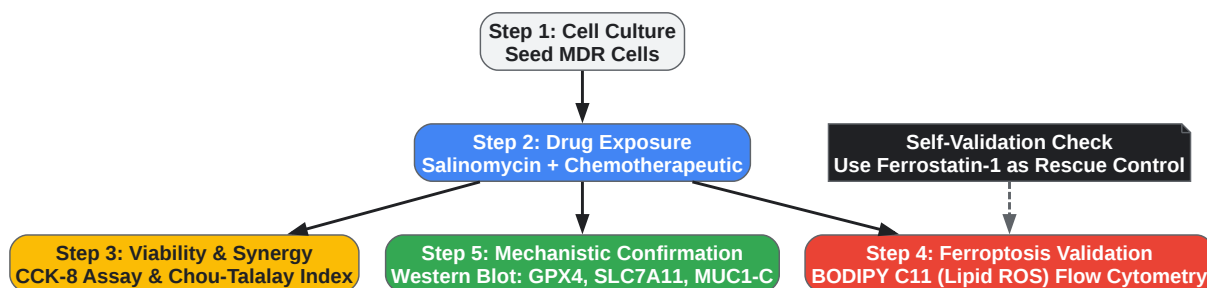 Step 1: Cell Culture
Seed MDR Cells
Step 2: Drug Exposure
Salinomycin + Chemotherapeutic
Self-Validation Check
Use Ferrostatin-1 as Rescue Control
Step 3: Viability & Synergy
CCK-8 Assay & Chou-Talalay Index
Step 5: Mechanistic Confirmation
Western Blot: GPX4, SLC7A11, MUC1-C
Step 4: Ferroptosis Validation
BODIPY C11 (Lipid ROS) Flow Cytometry